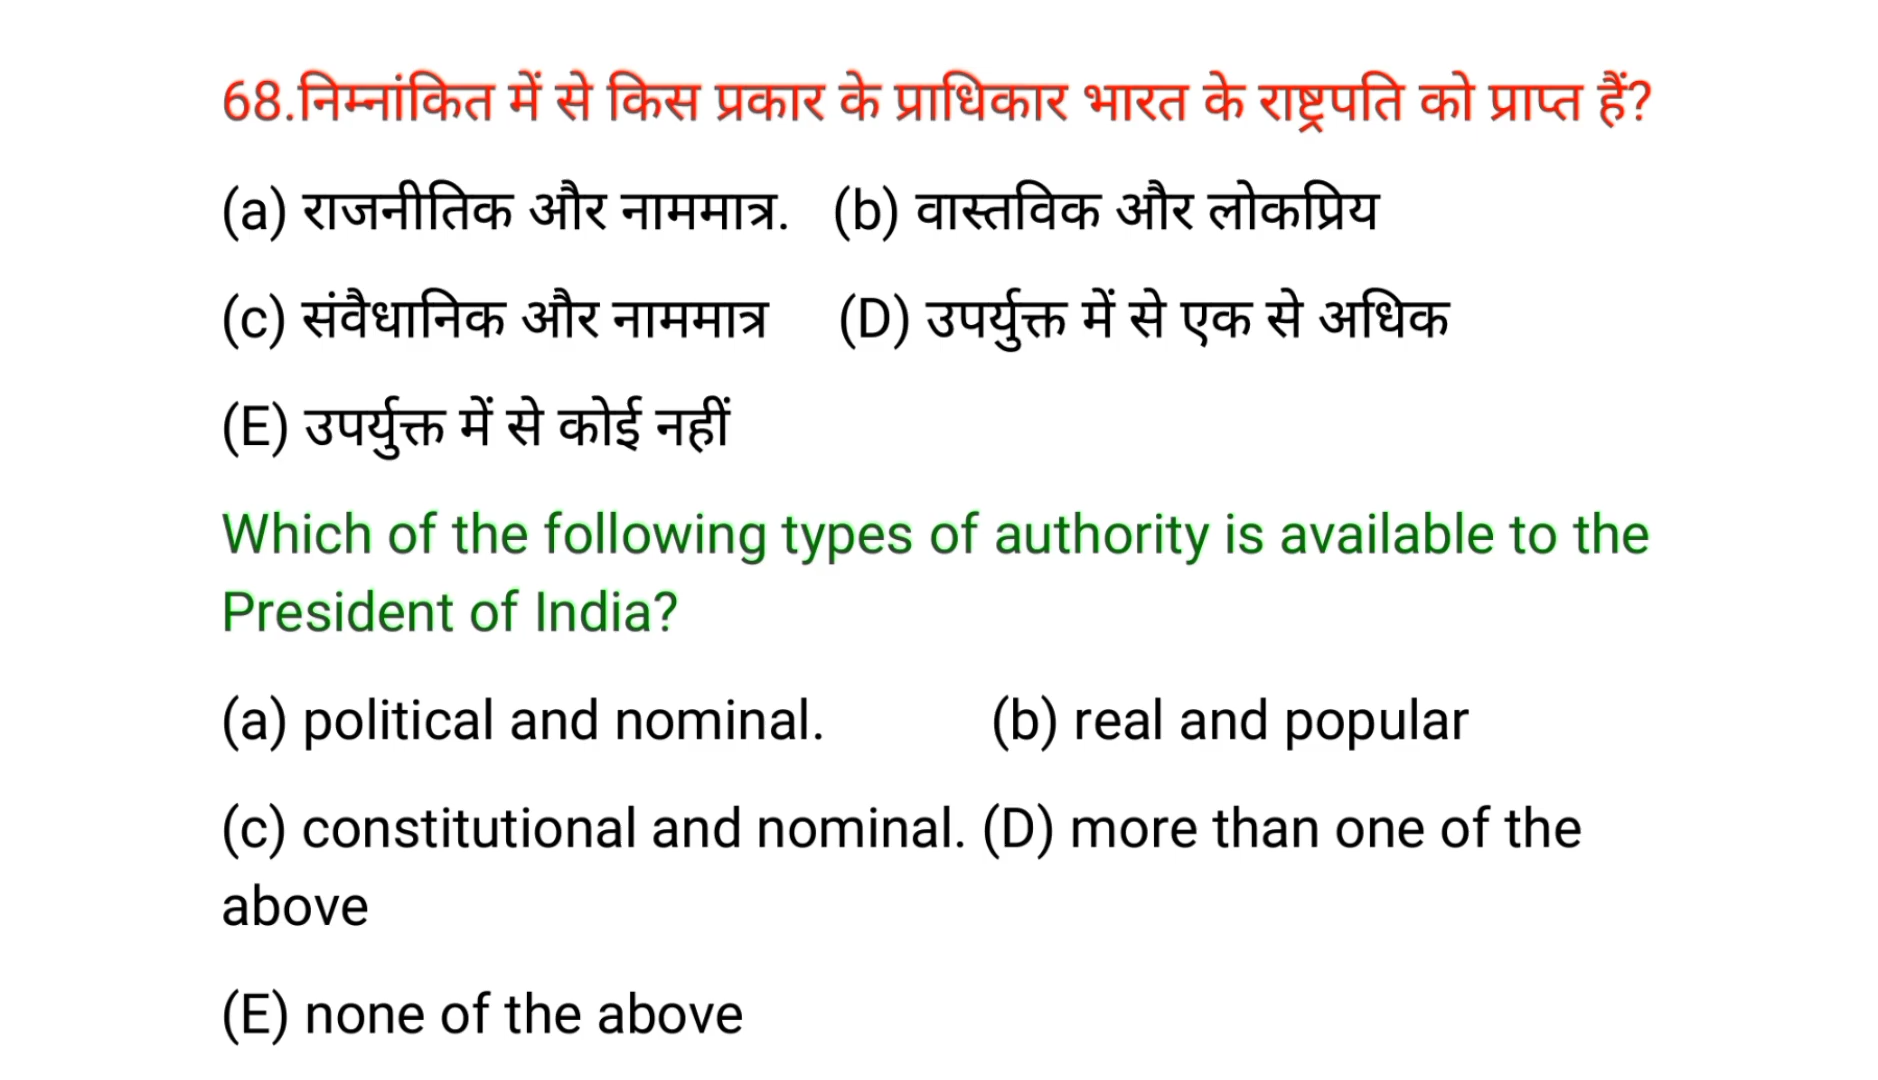 68.निम्नांकित में से किस प्रकार के प्राधिकार भारत के राष्ट्रपति को प्राप्त हैं?
(a) राजनीतिक और नाममात्र. (b) वास्तविक और लोकप्रिय
(c) संवैधानिक और नाममात्र (D) उपर्युक्त में से एक से अधिक
(E) उपर्युक्त में से कोई नहीं
Which of the following types of authority is available to the
President of India?
(a) political and nominal. (b) real and popular
(c) constitutional and nominal. (D) more than one of the
above
(E) none of the above